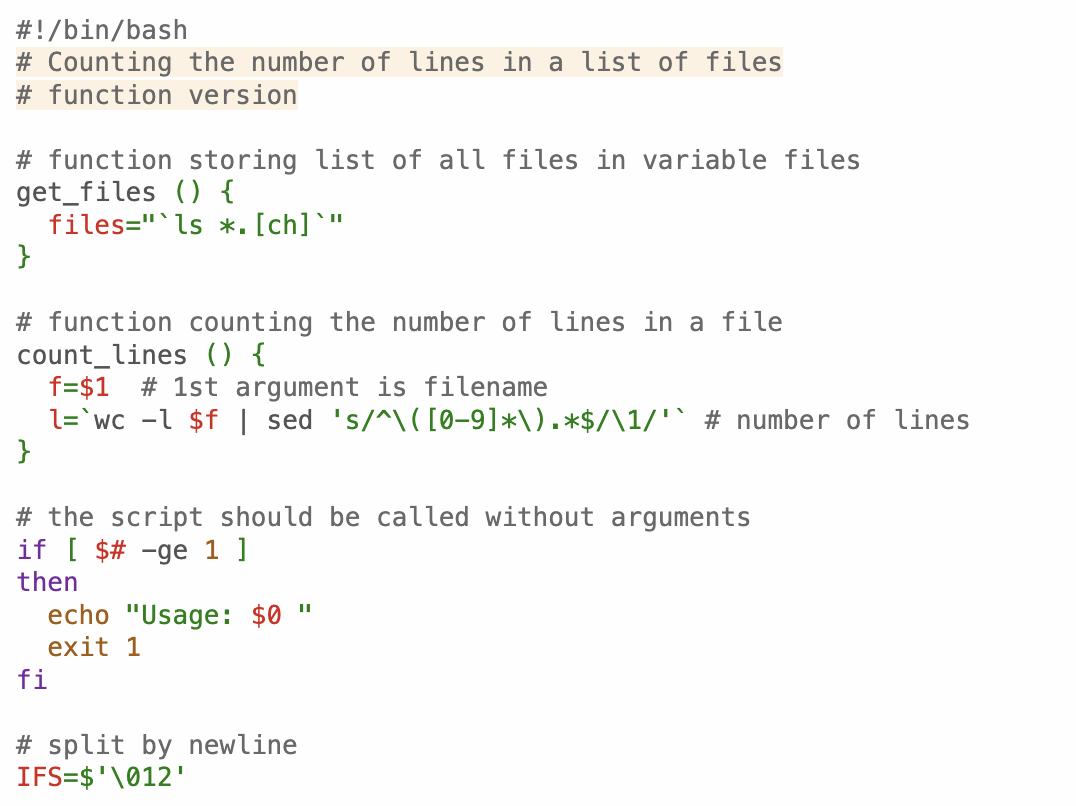 #!/bin/bash
# Counting the number of lines in a list of files
# function version
# function storing list of all files in variable files
get_files () {
  files="`ls *.[ch]`"
}
# function counting the number of lines in a file
count_lines () {
  f=$1  # 1st argument is filename
  l=`wc -l $f | sed 's/^\([0-9]*\).*$/\1/'` # number of lines
}
# the script should be called without arguments
if [ $# -ge 1 ]
then
  echo "Usage: $0 "
  exit 1
fi
# split by newline
IFS=$'\012'